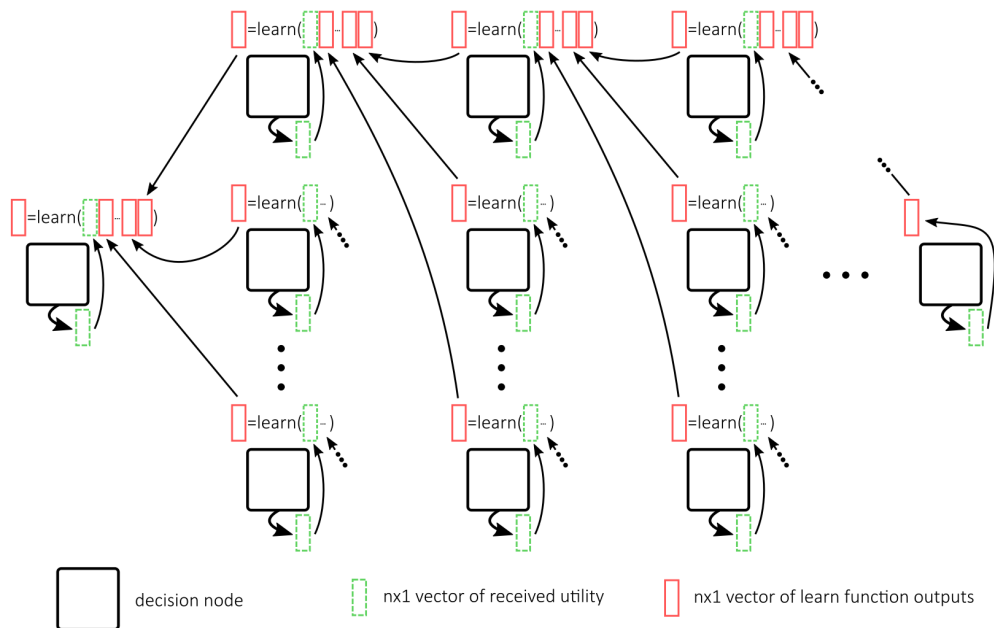 =learn( ... ) =learn( ... ) =learn( ... )
=learn( ... ) =learn( ... ) =learn( ... ) =learn( ... )
=learn( ... ) =learn( ... ) =learn( ... )
decision node
nx1 vector of received utility
nx1 vector of learn function outputs